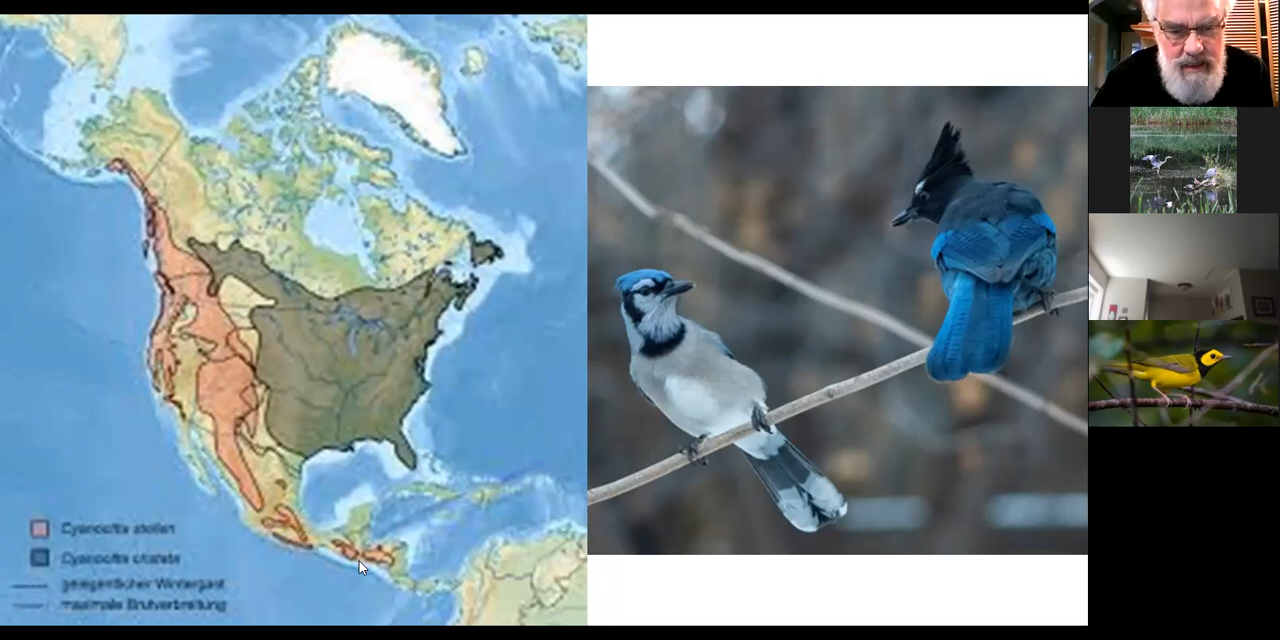 Cyanocitta stelleri
Cyanocitta cristata
gelegentlicher Wintergast
maximale Brutverbreitung